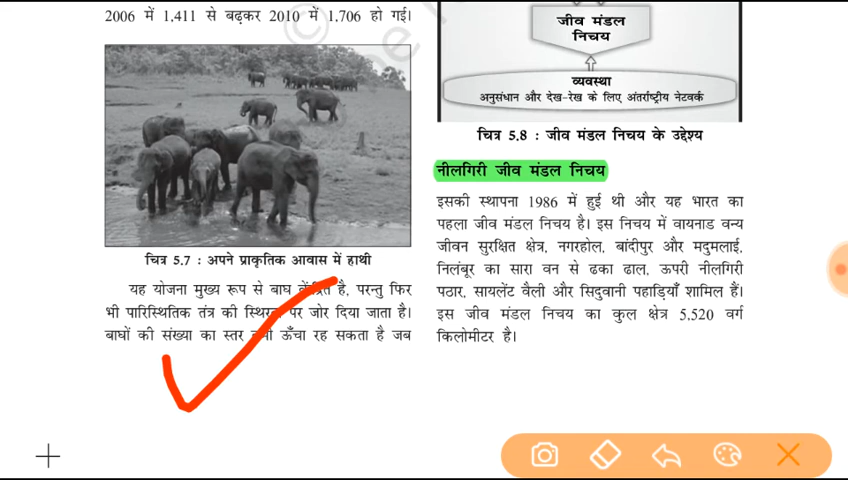 2006 में 1,411 से बढ़कर 2010 में 1,706 हो गई।
चित्र 5.7 : अपने प्राकृतिक आवास में हाथी
यह योजना मुख्य रूप से बाघ केंद्रित है, परन्तु फिर
भी पारिस्थितिक तंत्र की स्थिरता पर जोर दिया जाता है।
बाघों की संख्या का स्तर तभी ऊँचा रह सकता है जब
जीव मंडल
निचय
व्यवस्था
अनुसंधान और देख-रेख के लिए अंतर्राष्ट्रीय नेटवर्क
चित्र 5.8 : जीव मंडल निचय के उद्देश्य
नीलगिरी जीव मंडल निचय
इसकी स्थापना 1986 में हुई थी और यह भारत का
पहला जीव मंडल निचय है। इस निचय में वायनाड वन्य
जीवन सुरक्षित क्षेत्र, नगरहोल, बांदीपुर और मदुमलाई,
निलंबूर का सारा वन से ढका ढाल, ऊपरी नीलगिरी
पठार, सायलेंट वैली और सिदुवानी पहाड़ियाँ शामिल हैं।
इस जीव मंडल निचय का कुल क्षेत्र 5,520 वर्ग
किलोमीटर है।